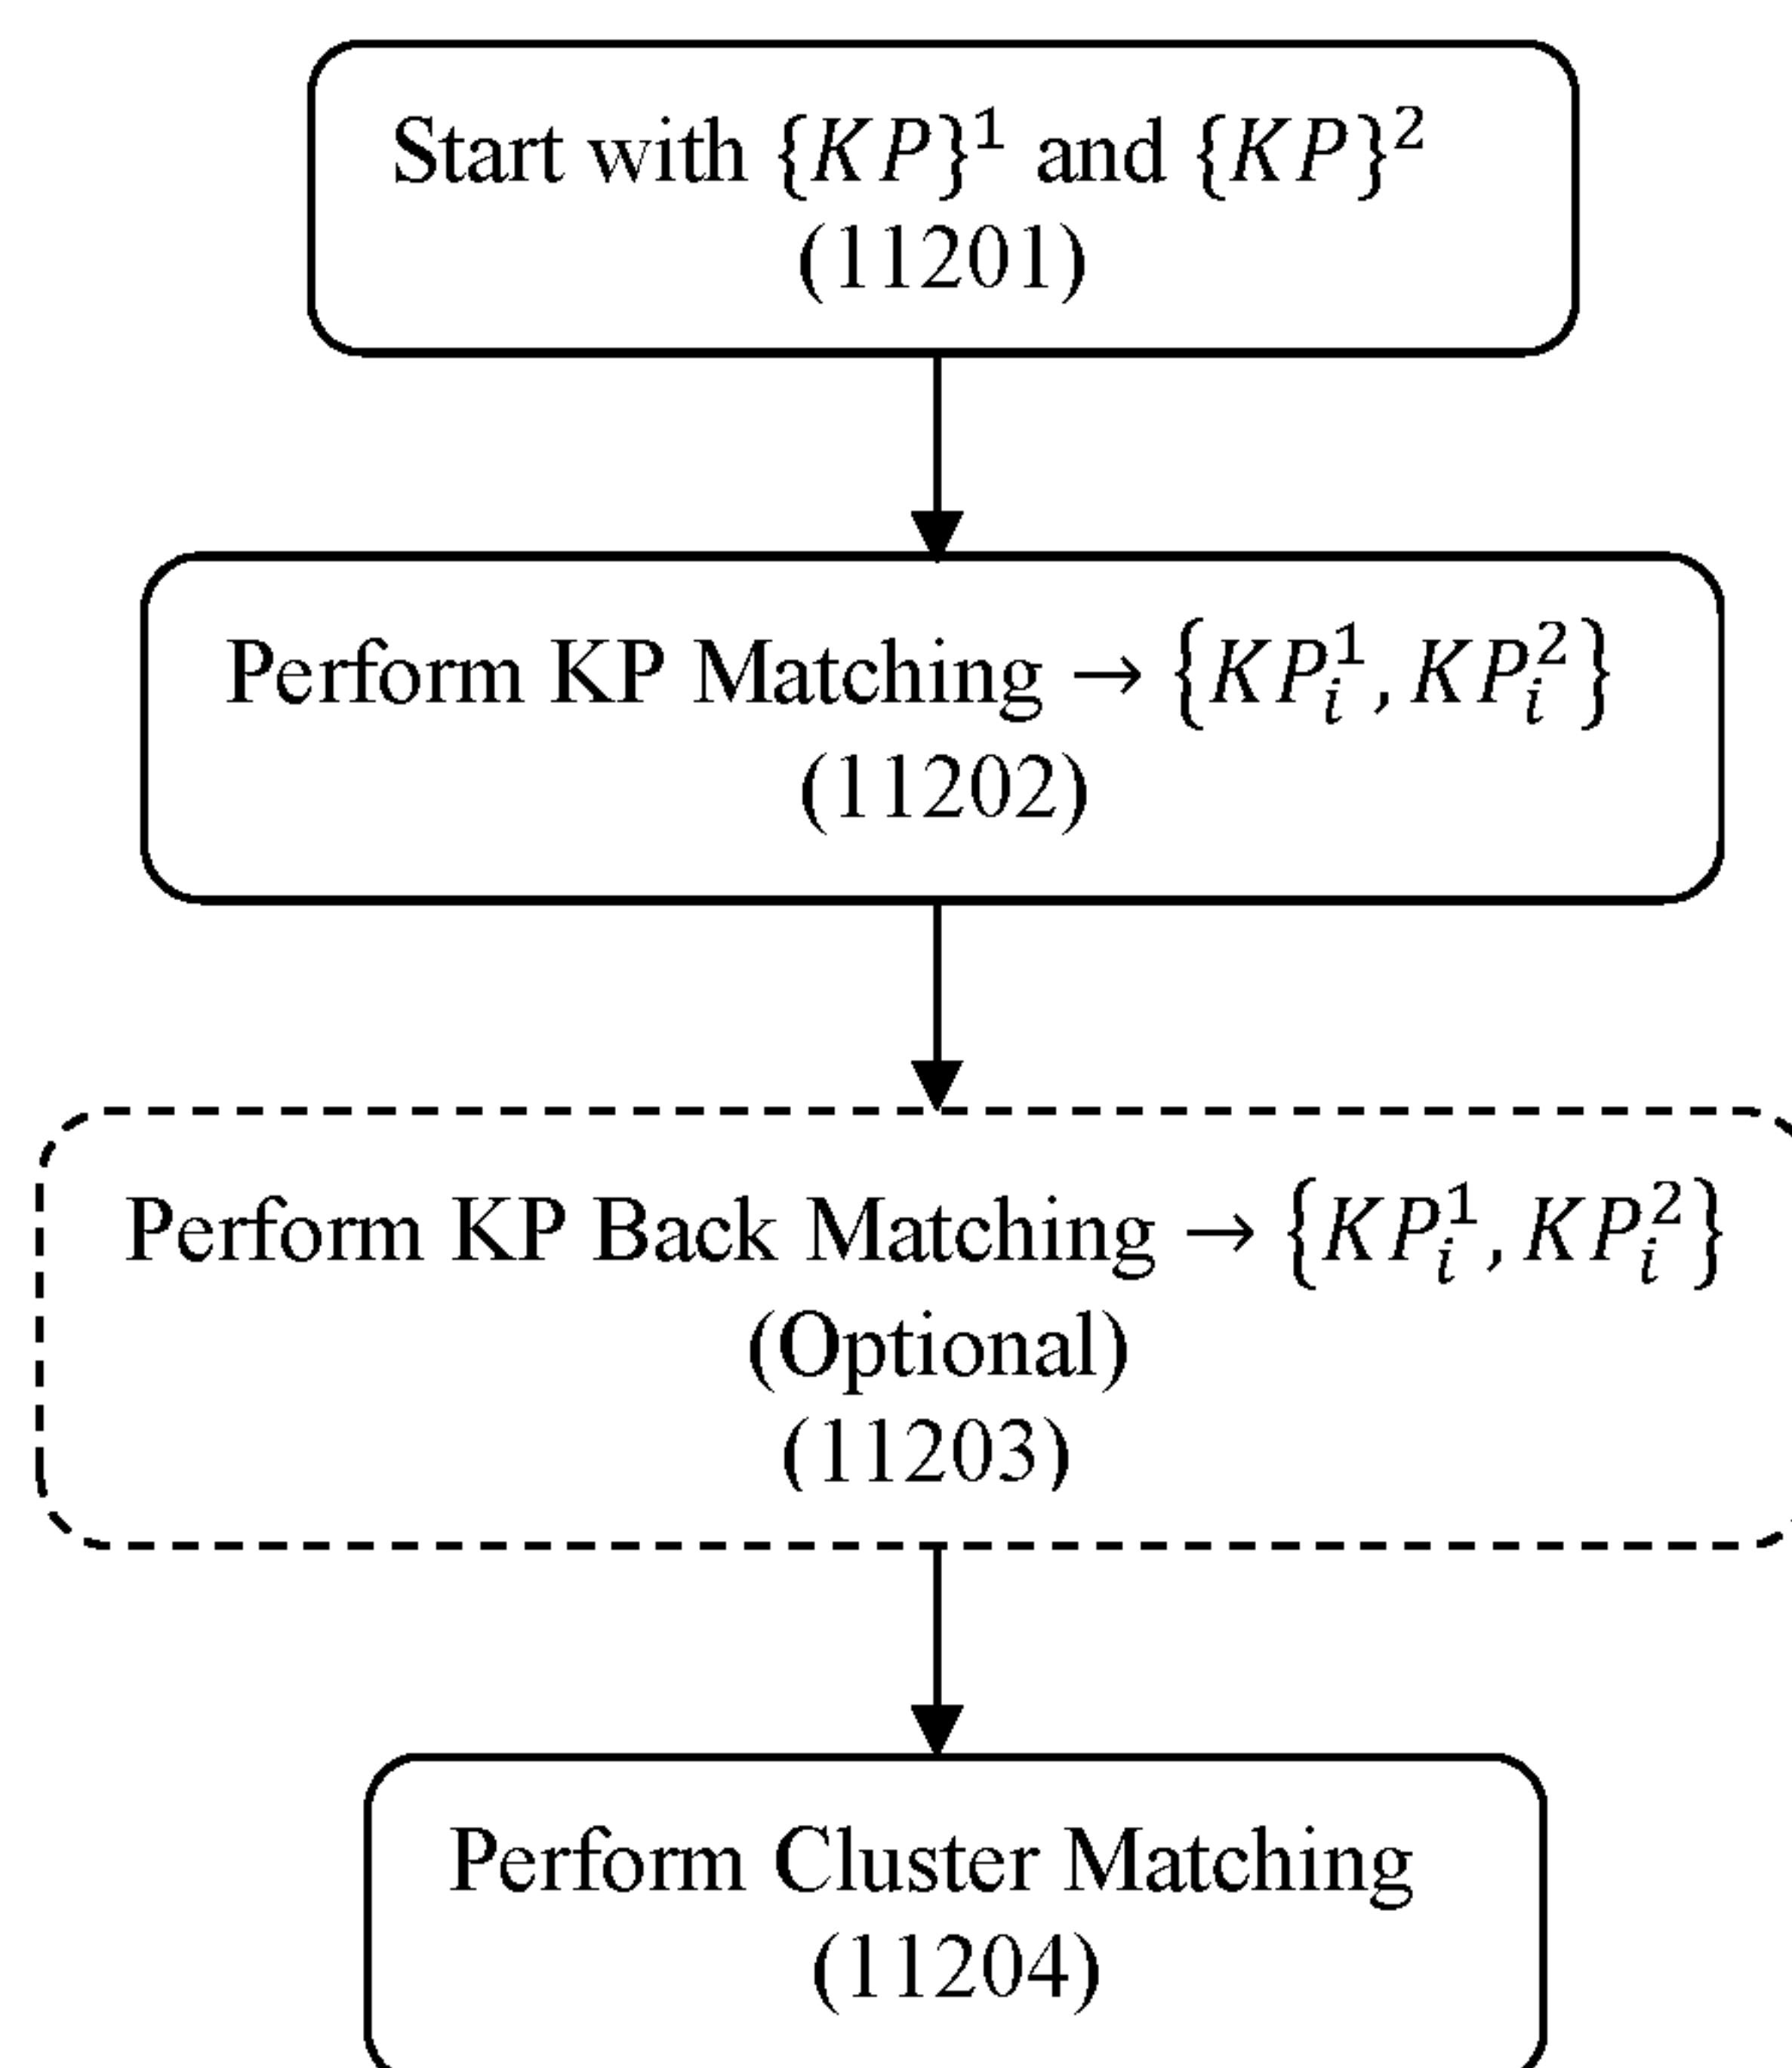 Start with {KP}¹ and {KP}²
(11201)
Perform KP Matching → {KPᵢ¹, KPᵢ²}
(11202)
Perform KP Back Matching → {KPᵢ¹, KPᵢ²}
(Optional)
(11203)
Perform Cluster Matching
(11204)